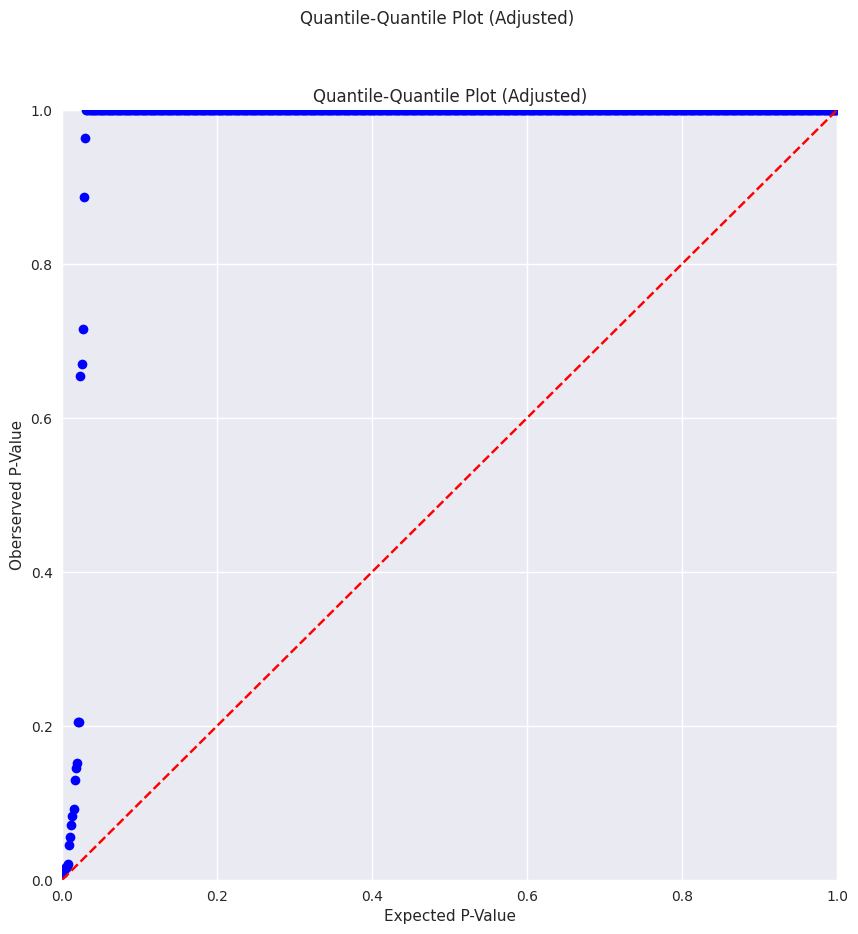 Quantile-Quantile Plot (Adjusted)
Quantile-Quantile Plot (Adjusted)
1.0
0.8
0.6
0.4
0.2
0.0
Oberserved P-Value
0.0 0.2 0.4 0.6 0.8 1.0
Expected P-Value